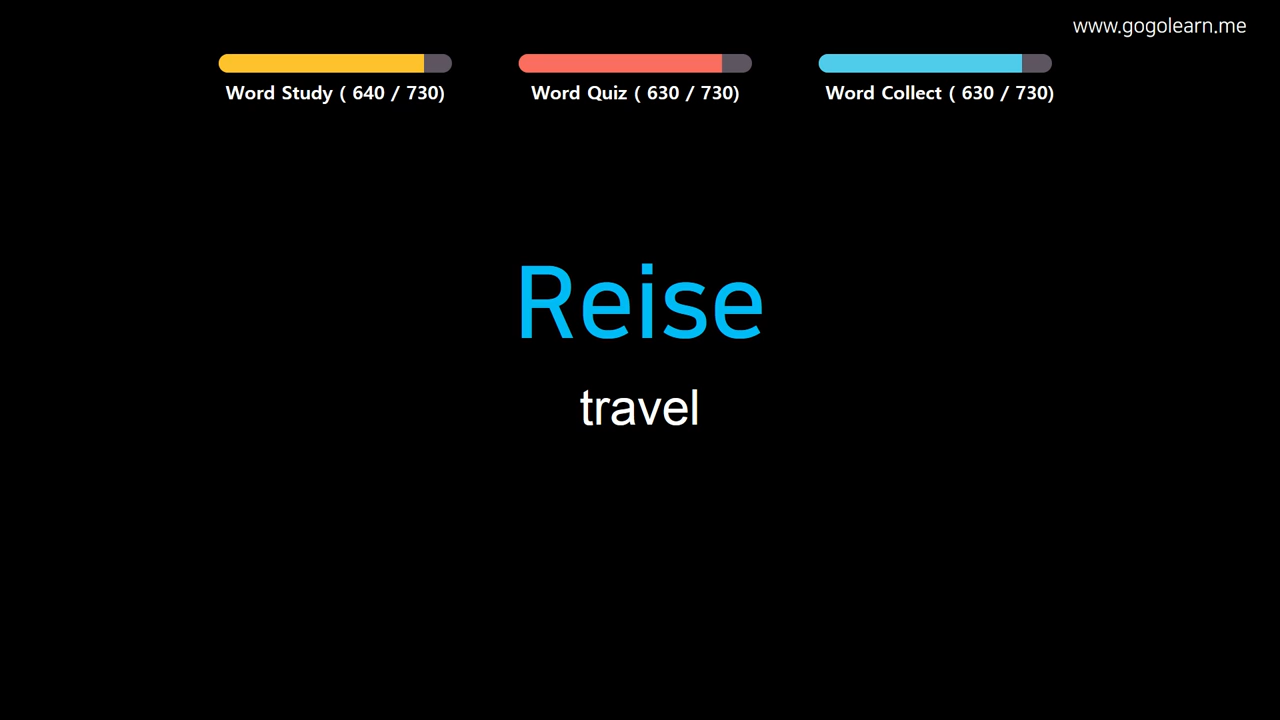 www.gogolearn.me
Word Study ( 640 / 730)
Word Quiz ( 630 / 730)
Word Collect ( 630 / 730)
Reise
travel